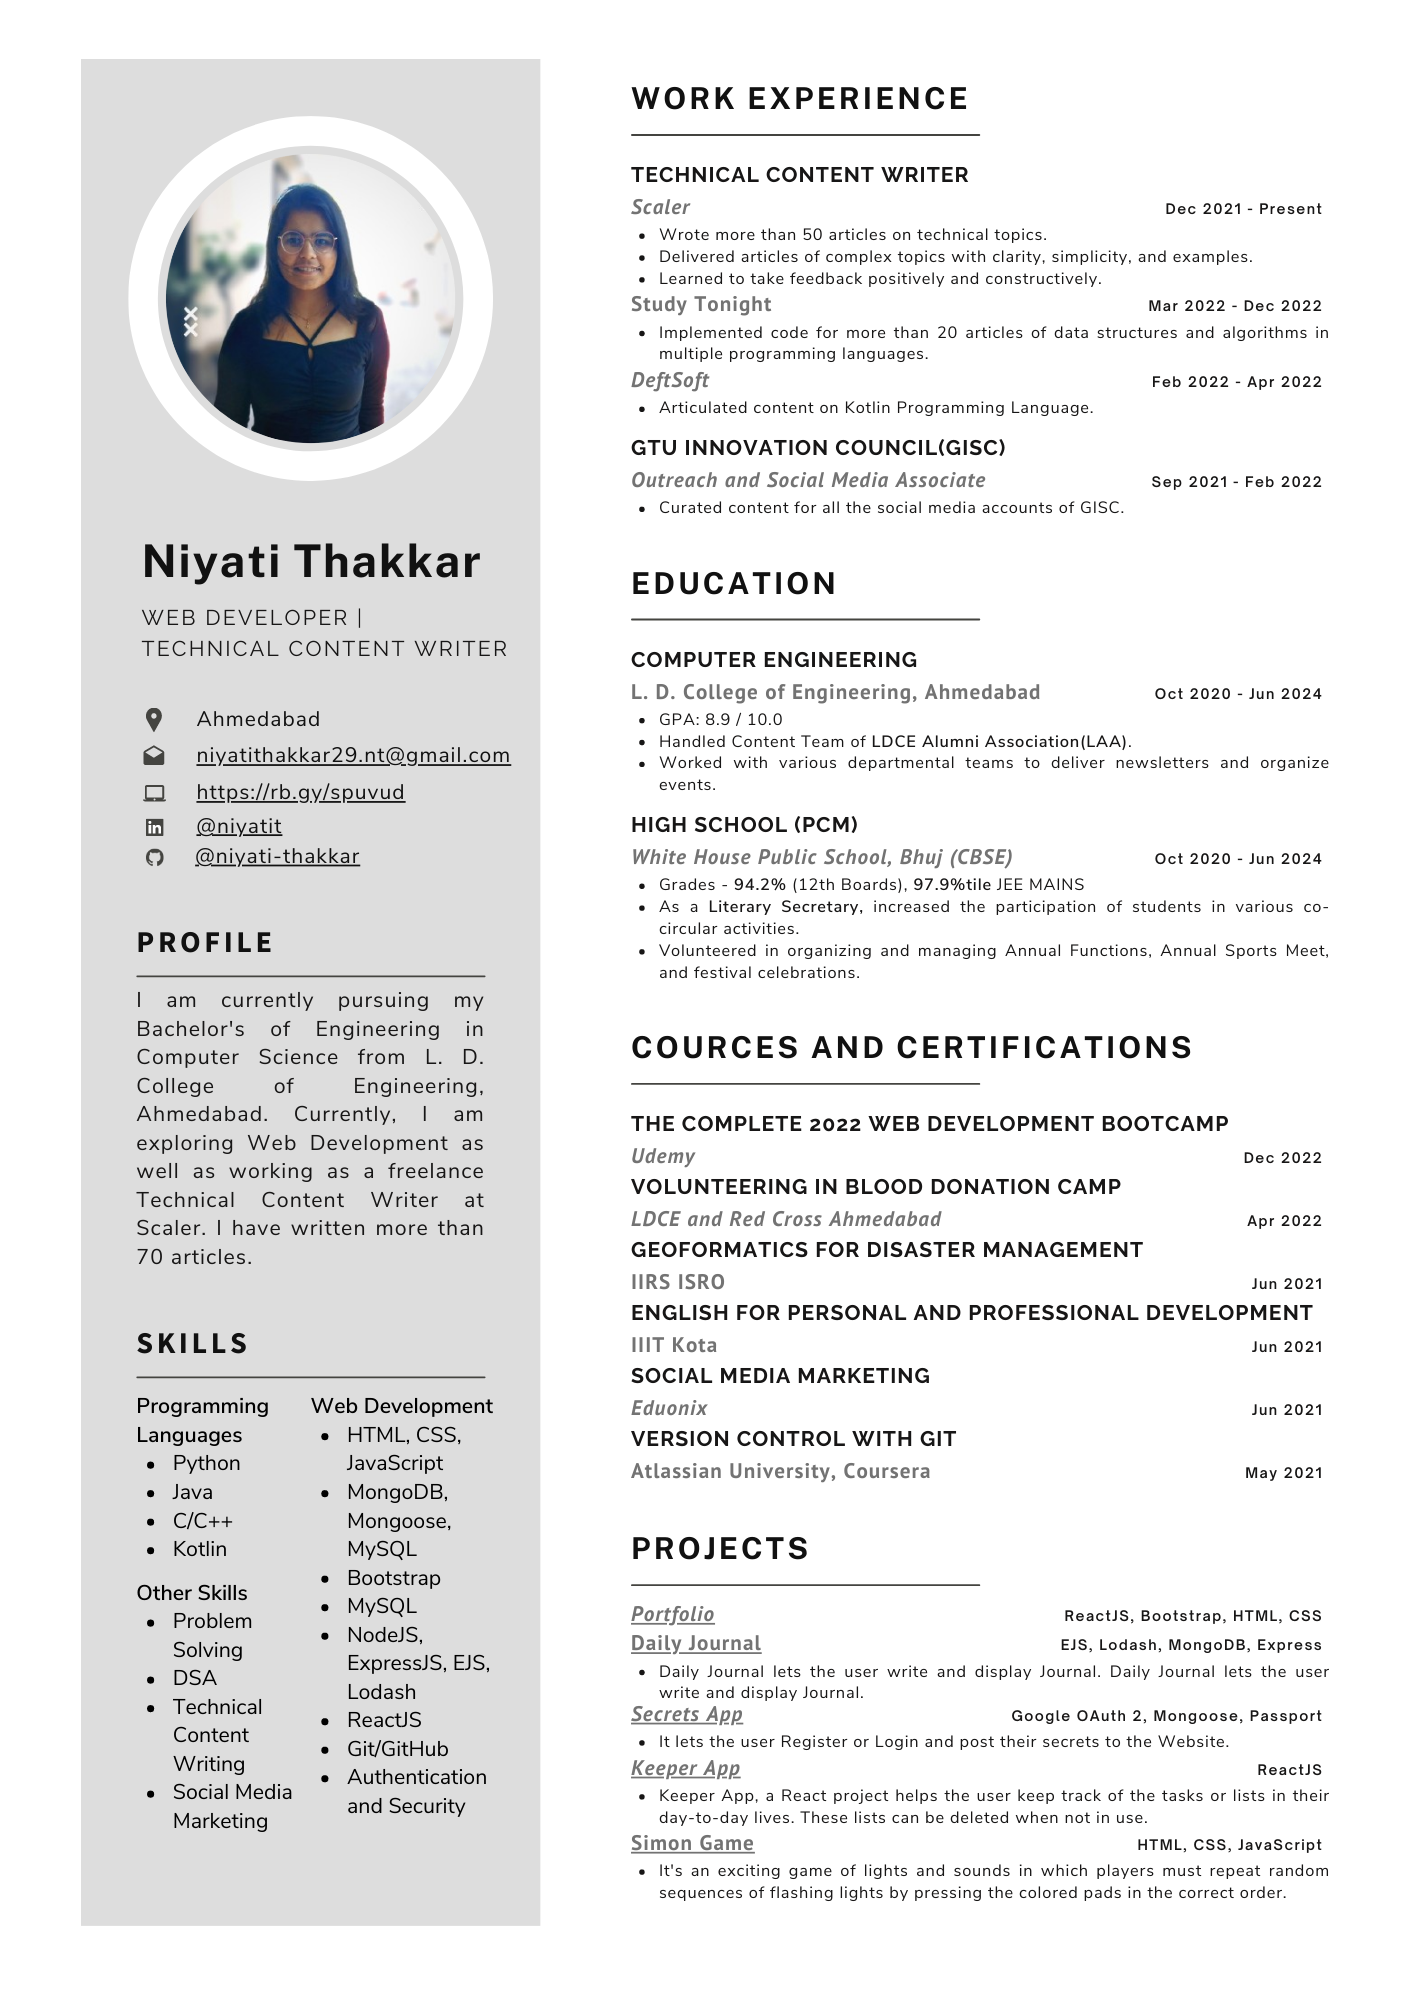 Niyati Thakkar
WEB DEVELOPER |
TECHNICAL CONTENT WRITER
Ahmedabad
niyatithakkar29.nt@gmail.com
https://rb.gy/spuvud
@niyatit
@niyati-thakkar
PROFILE
I am currently pursuing my
Bachelor's of Engineering in
Computer Science from L. D.
College of Engineering,
Ahmedabad. Currently, I am
exploring Web Development as
well as working as a freelance
Technical Content Writer at
Scaler. I have written more than
70 articles.
SKILLS
Programming
Languages
• Python
• Java
• C/C++
• Kotlin
Other Skills
• Problem
Solving
• DSA
• Technical
Content
Writing
• Social Media
Marketing
Web Development
• HTML, CSS,
JavaScript
• MongoDB,
Mongoose,
MySQL
• Bootstrap
• MySQL
• NodeJS,
ExpressJS, EJS,
Lodash
• ReactJS
• Git/GitHub
• Authentication
and Security
WORK EXPERIENCE
TECHNICAL CONTENT WRITER
Scaler Dec 2021 - Present
• Wrote more than 50 articles on technical topics.
• Delivered articles of complex topics with clarity, simplicity, and examples.
• Learned to take feedback positively and constructively.
Study Tonight Mar 2022 - Dec 2022
• Implemented code for more than 20 articles of data structures and algorithms in
multiple programming languages.
DeftSoft Feb 2022 - Apr 2022
• Articulated content on Kotlin Programming Language.
GTU INNOVATION COUNCIL(GISC)
Outreach and Social Media Associate Sep 2021 - Feb 2022
• Curated content for all the social media accounts of GISC.
EDUCATION
COMPUTER ENGINEERING
L. D. College of Engineering, Ahmedabad Oct 2020 - Jun 2024
• GPA: 8.9 / 10.0
• Handled Content Team of LDCE Alumni Association(LAA).
• Worked with various departmental teams to deliver newsletters and organize
events.
HIGH SCHOOL (PCM)
White House Public School, Bhuj (CBSE) Oct 2020 - Jun 2024
• Grades - 94.2% (12th Boards), 97.9%tile JEE MAINS
• As a Literary Secretary, increased the participation of students in various co-
circular activities.
• Volunteered in organizing and managing Annual Functions, Annual Sports Meet,
and festival celebrations.
COURCES AND CERTIFICATIONS
THE COMPLETE 2022 WEB DEVELOPMENT BOOTCAMP
Udemy Dec 2022
VOLUNTEERING IN BLOOD DONATION CAMP
LDCE and Red Cross Ahmedabad Apr 2022
GEOFORMATICS FOR DISASTER MANAGEMENT
IIRS ISRO Jun 2021
ENGLISH FOR PERSONAL AND PROFESSIONAL DEVELOPMENT
IIIT Kota Jun 2021
SOCIAL MEDIA MARKETING
Eduonix Jun 2021
VERSION CONTROL WITH GIT
Atlassian University, Coursera May 2021
PROJECTS
Portfolio ReactJS, Bootstrap, HTML, CSS
Daily Journal EJS, Lodash, MongoDB, Express
• Daily Journal lets the user write and display Journal. Daily Journal lets the user
write and display Journal.
Secrets App Google OAuth 2, Mongoose, Passport
• It lets the user Register or Login and post their secrets to the Website.
Keeper App ReactJS
• Keeper App, a React project helps the user keep track of the tasks or lists in their
day-to-day lives. These lists can be deleted when not in use.
Simon Game HTML, CSS, JavaScript
• It's an exciting game of lights and sounds in which players must repeat random
sequences of flashing lights by pressing the colored pads in the correct order.